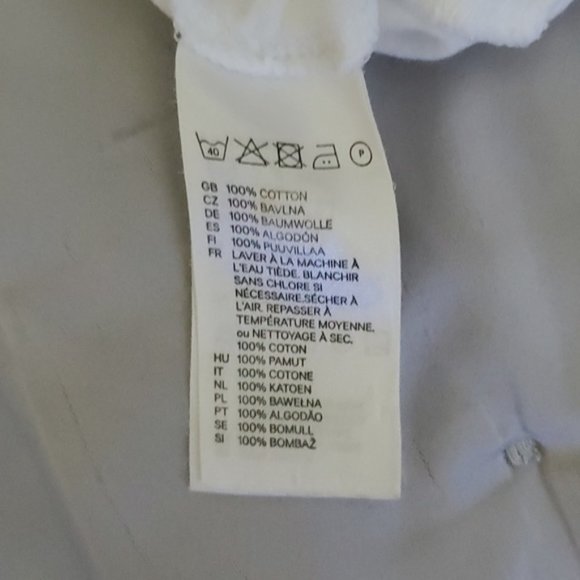 40 P
GB 100% COTTON
CZ 100% BAVLNA
DE 100% BAUMWOLLE
ES 100% ALGODÓN
FI 100% PUUVILLAA
FR LAVER À LA MACHINE À
L'EAU TIÈDE. BLANCHIR
SANS CHLORE SI
NÉCESSAIRE.SÉCHER À
L'AIR. REPASSER À
TEMPÉRATURE MOYENNE.
ou NETTOYAGE À SEC.
100% COTON
HU 100% PAMUT
IT 100% COTONE
NL 100% KATOEN
PL 100% BAWEŁNA
PT 100% ALGODÃO
SE 100% BOMULL
SI 100% BOMBAŽ